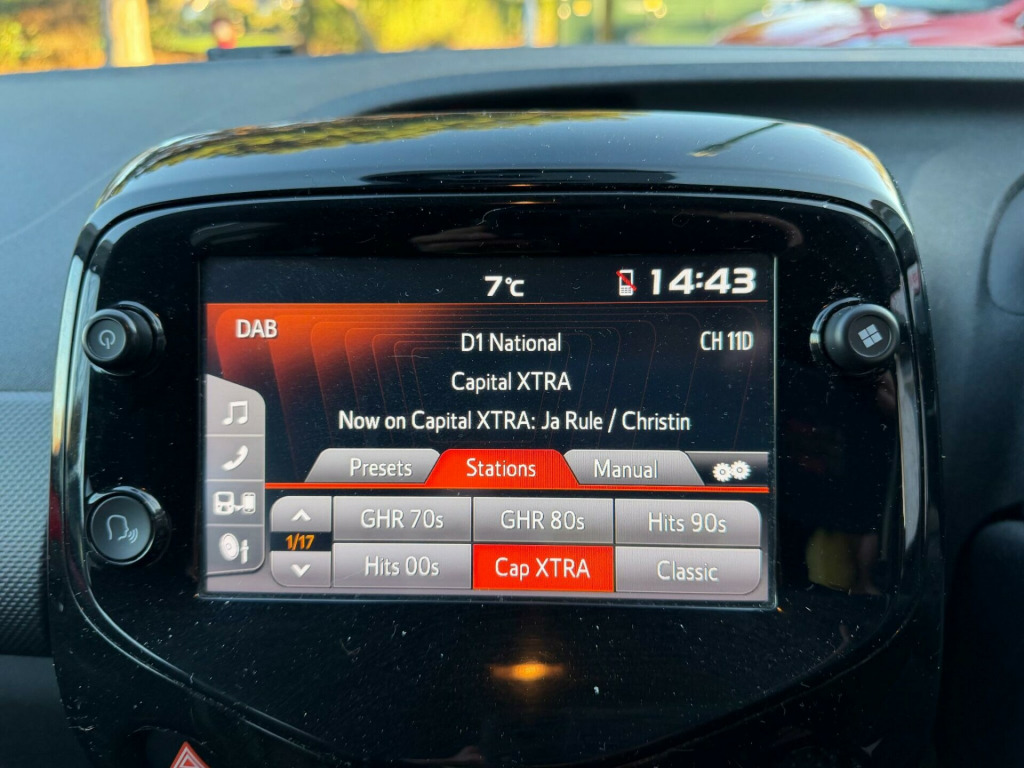 7°C 14:43
DAB D1 National CH 11D
Capital XTRA
Now on Capital XTRA: Ja Rule / Christin
Presets Stations Manual
GHR 70s GHR 80s Hits 90s
1/17
Hits 00s Cap XTRA Classic